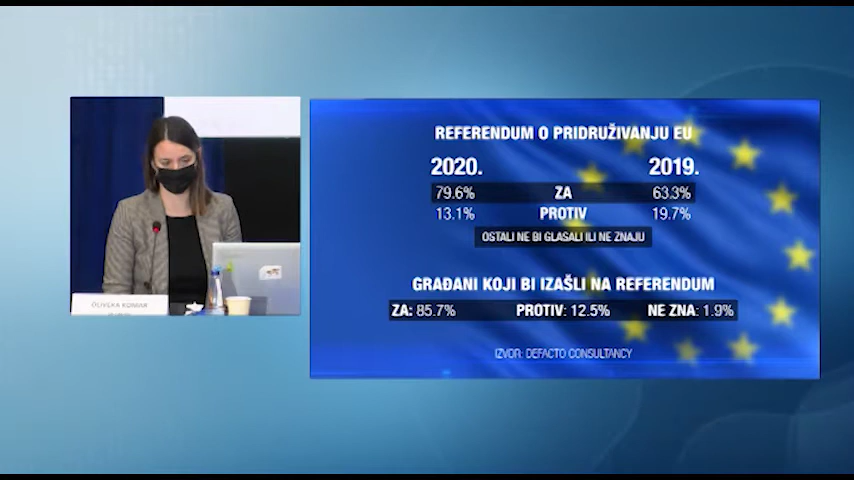 REFERENDUM O PRIDRUŽIVANJU EU
2020. 2019.
79.6% ZA 63.3%
13.1% PROTIV 19.7%
OSTALI NE BI GLASALI ILI NE ZNAJU
GRAĐANI KOJI BI IZAŠLI NA REFERENDUM
ZA: 85.7% PROTIV: 12.5% NE ZNA: 1.9%
IZVOR: DEFACTO CONSULTANCY
OLIVERA KOMAR